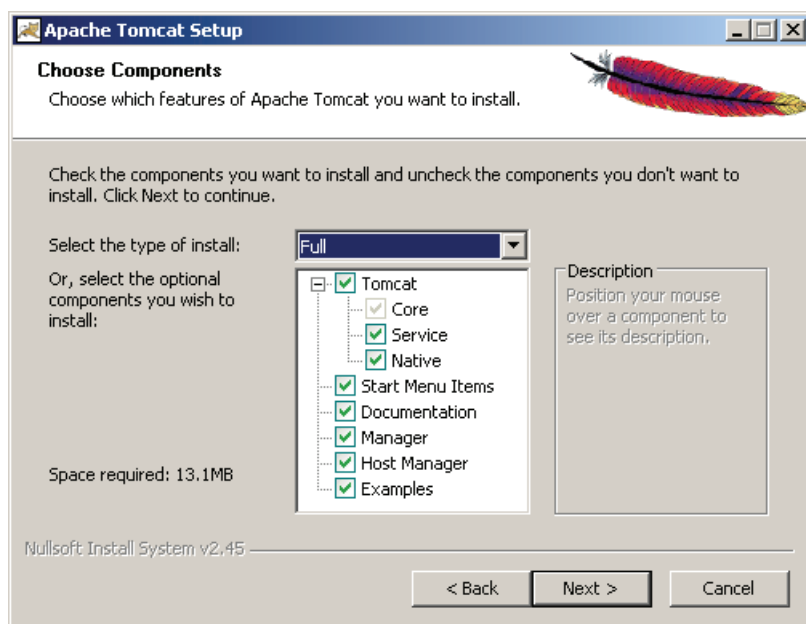 Apache Tomcat Setup
Choose Components
Choose which features of Apache Tomcat you want to install.
Check the components you want to install and uncheck the components you don't want to
install. Click Next to continue.
Select the type of install:
Full
Or, select the optional
components you wish to
install:
Tomcat
Core
Service
Native
Start Menu Items
Documentation
Manager
Host Manager
Examples
Description
Position your mouse
over a component to
see its description.
Space required: 13.1MB
Nullsoft Install System v2.45
< Back
Next >
Cancel